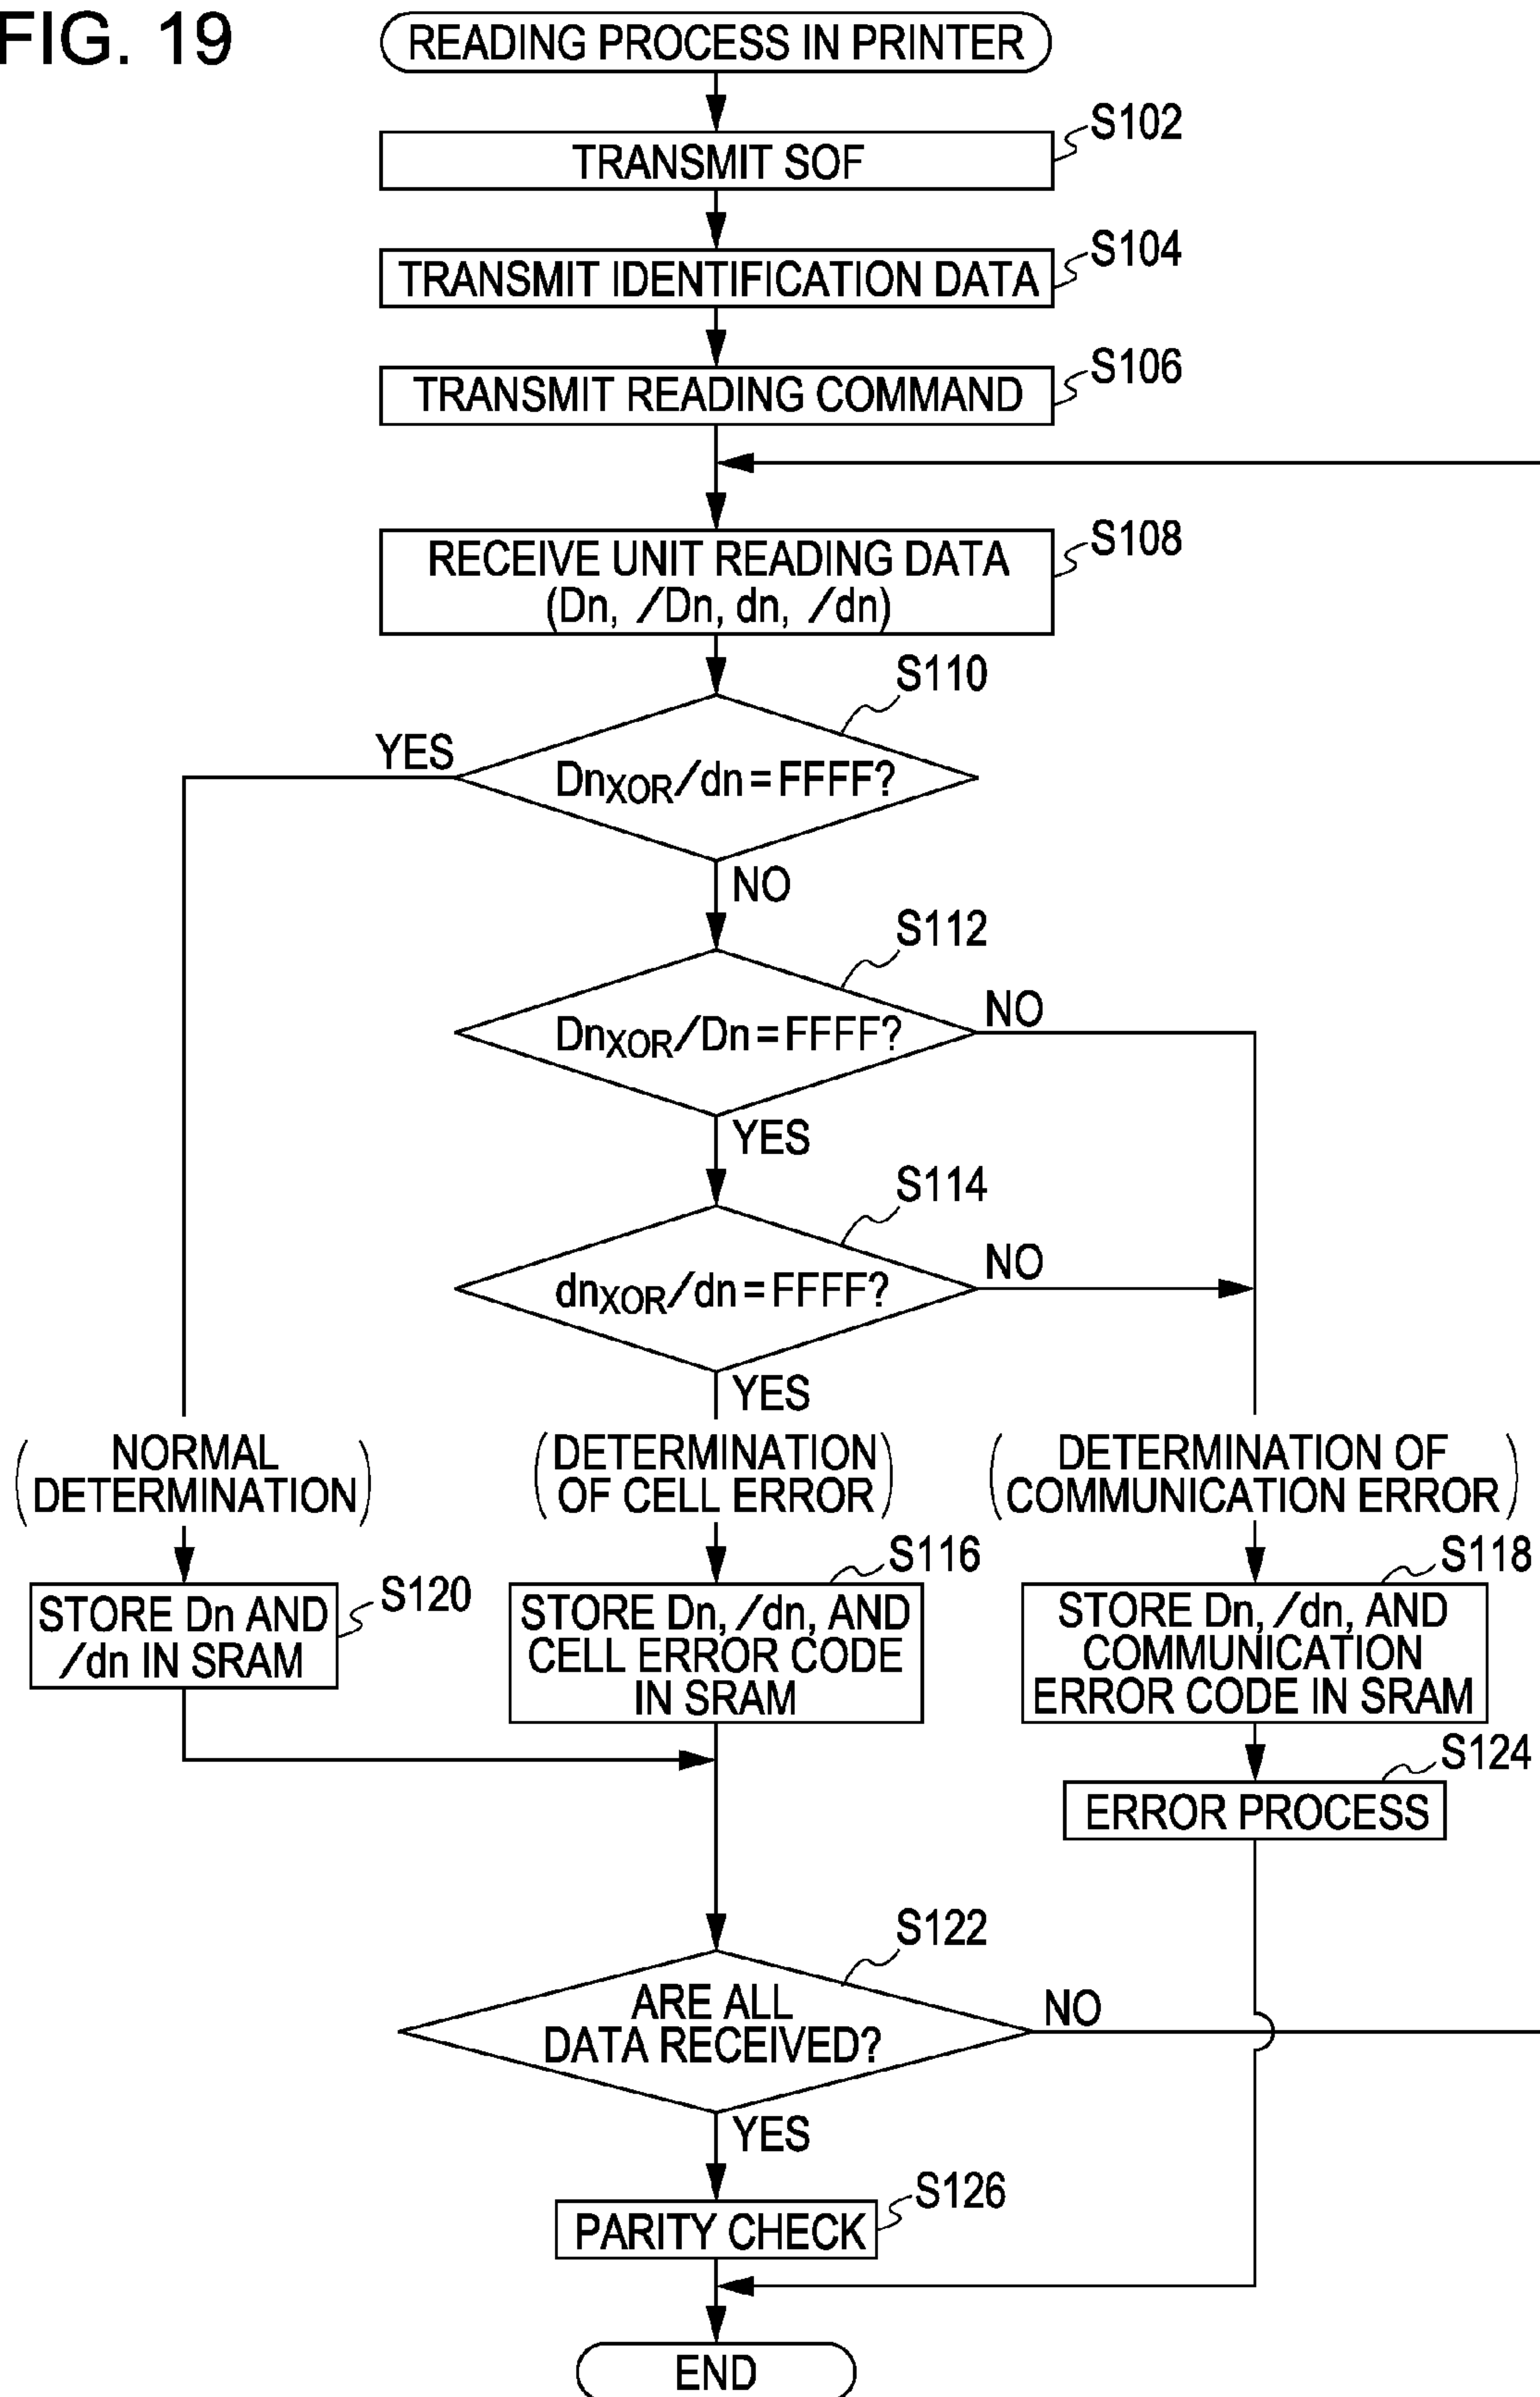 FIG. 19
READING PROCESS IN PRINTER
S102
TRANSMIT SOF
S104
TRANSMIT IDENTIFICATION DATA
S106
TRANSMIT READING COMMAND
S108
RECEIVE UNIT READING DATA
(Dn, /Dn, dn, /dn)
S110
YES
DnXOR/dn=FFFF?
NO
S112
DnXOR/Dn=FFFF?
NO
YES
S114
dnXOR/dn=FFFF?
NO
YES
(NORMAL
DETERMINATION)
(DETERMINATION
OF CELL ERROR)
(DETERMINATION OF
COMMUNICATION ERROR)
S120
STORE Dn AND
/dn IN SRAM
S116
STORE Dn, /dn, AND
CELL ERROR CODE
IN SRAM
S118
STORE Dn, /dn, AND
COMMUNICATION
ERROR CODE IN SRAM
S124
ERROR PROCESS
S122
ARE ALL
DATA RECEIVED?
NO
YES
S126
PARITY CHECK
END